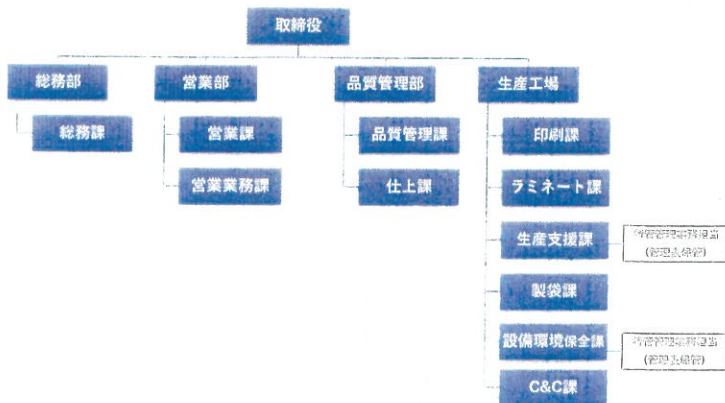 取締役
総務部
営業部
品質管理部
生産工場
総務課
営業課
品質管理課
印刷課
営業業務課
仕上課
ラミネート課
生産支援課
製袋課
設備環境保全課
C&C課